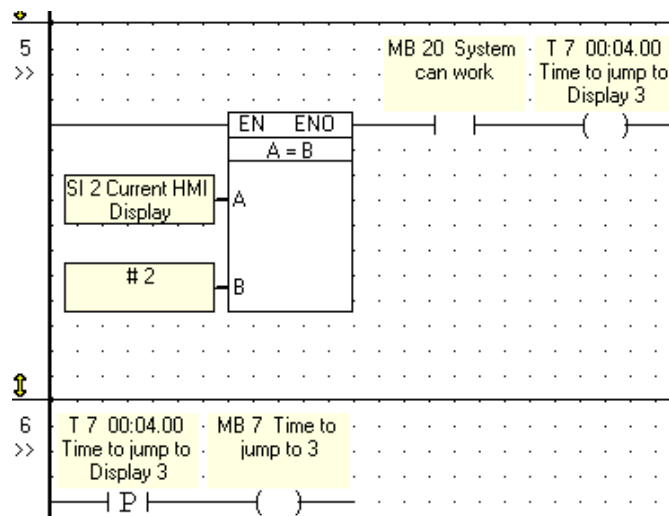 5
>>
MB 20 System
can work
T 7 00:04.00
Time to jump to
Display 3
EN ENO
A = B
SI 2 Current HMI
Display
A
# 2
B
6
>>
T 7 00:04.00
Time to jump to
Display 3
MB 7 Time to
jump to 3
P